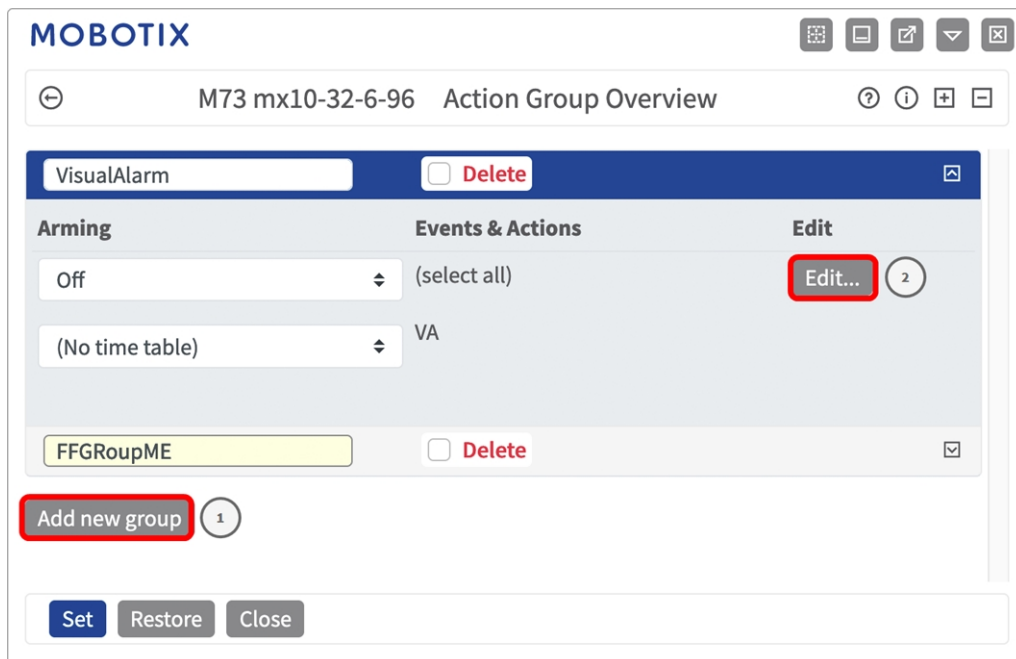 MOBOTIX
M73 mx10-32-6-96 Action Group Overview
VisualAlarm Delete
Arming Events & Actions Edit
Off (select all) Edit... 2
(No time table) VA
FFGRoupME Delete
Add new group 1
Set Restore Close